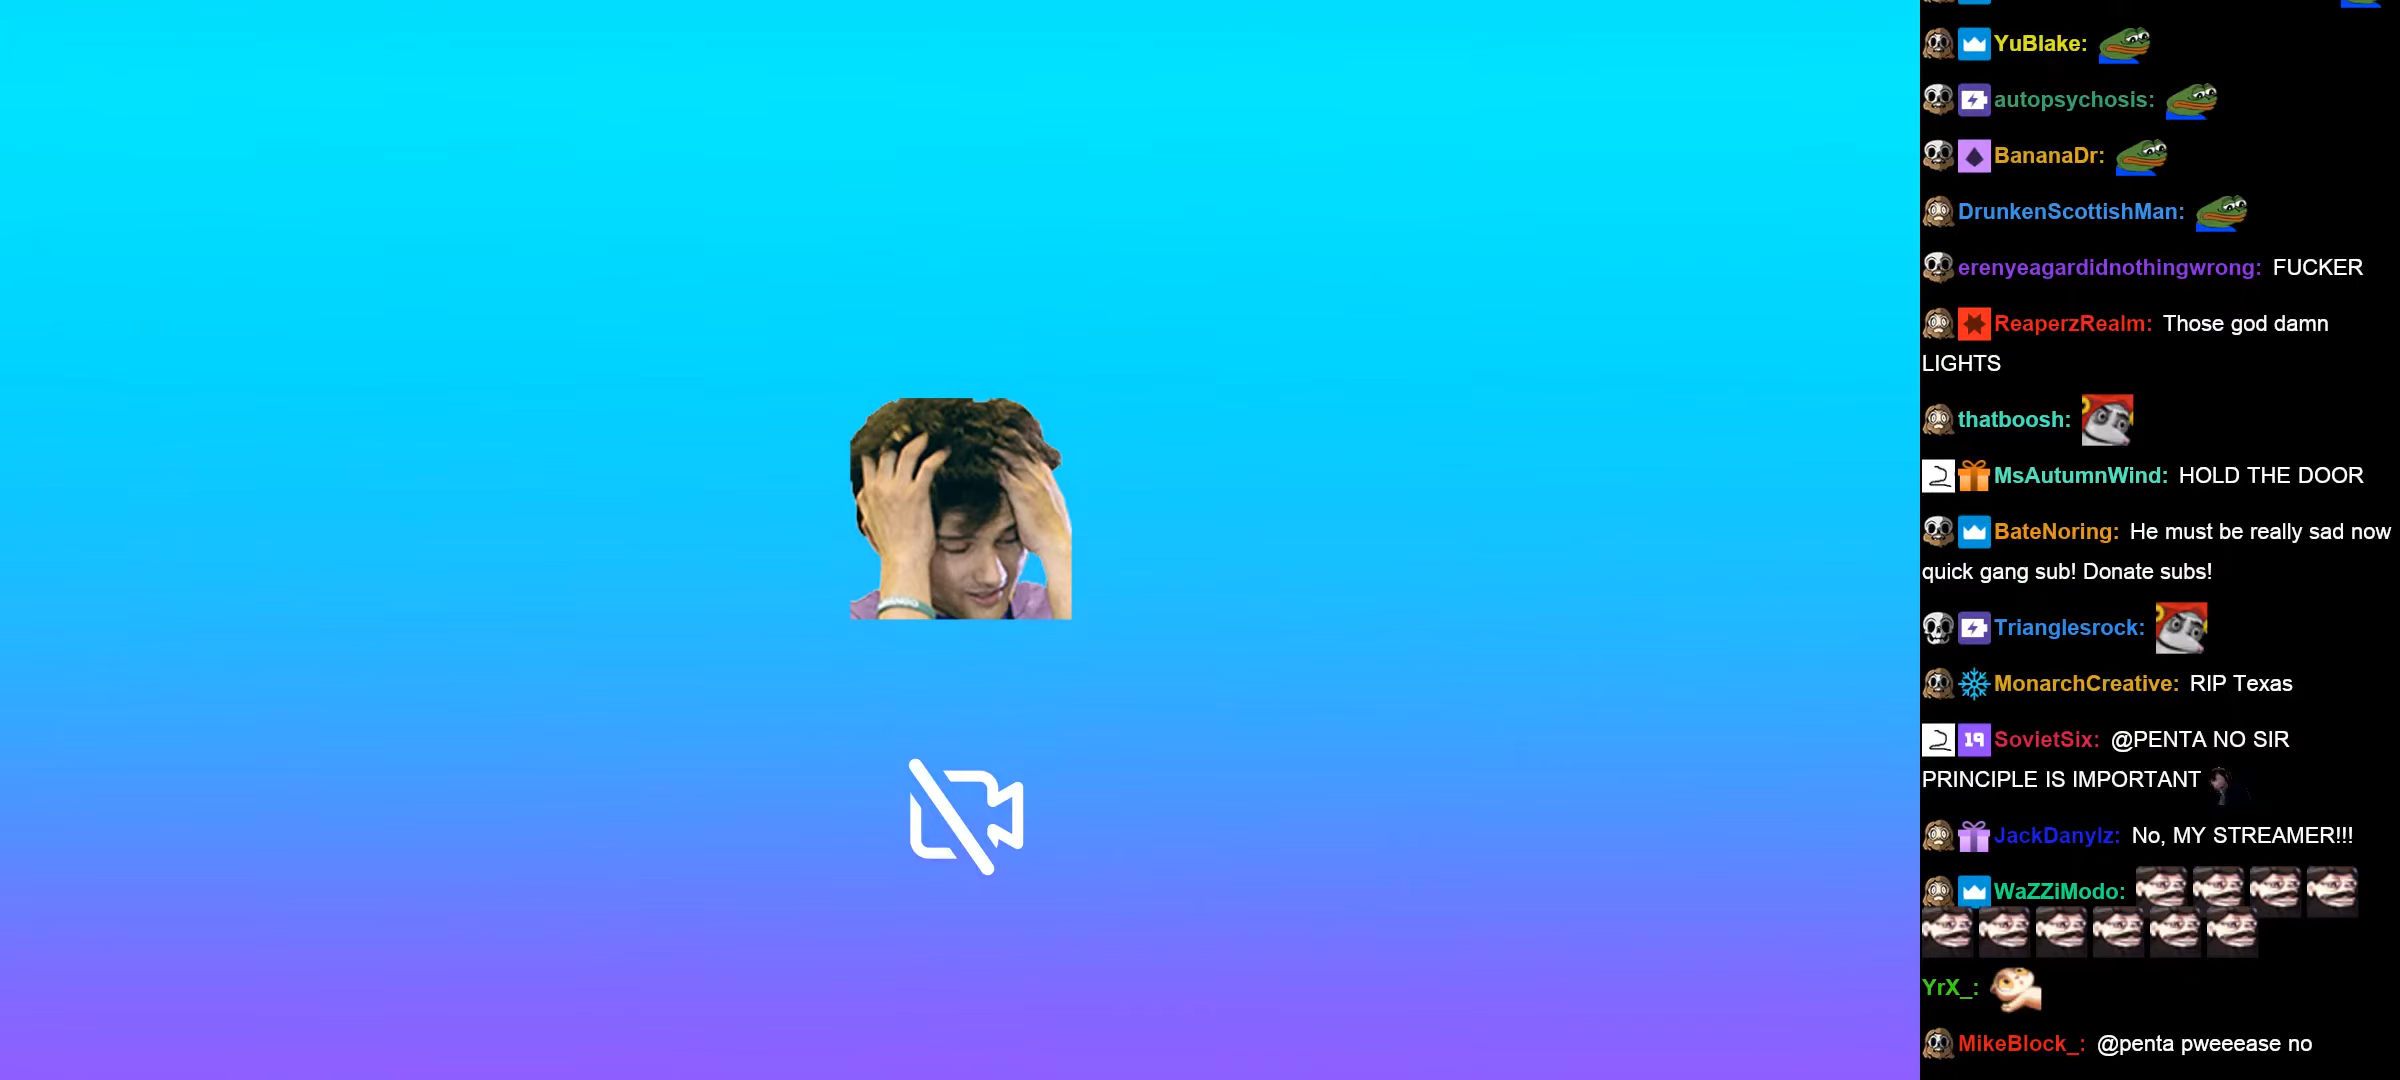 YuBlake:
autopsychosis:
BananaDr:
DrunkenScottishMan:
erenyeagardidnothingwrong: FUCKER
ReaperzRealm: Those god damn
LIGHTS
thatboosh:
MsAutumnWind: HOLD THE DOOR
BateNoring: He must be really sad now
quick gang sub! Donate subs!
Trianglesrock:
MonarchCreative: RIP Texas
19 SovietSix: @PENTA NO SIR
PRINCIPLE IS IMPORTANT
JackDanylz: No, MY STREAMER!!!
WaZZiModo:
YrX_:
MikeBlock_: @penta pweeease no